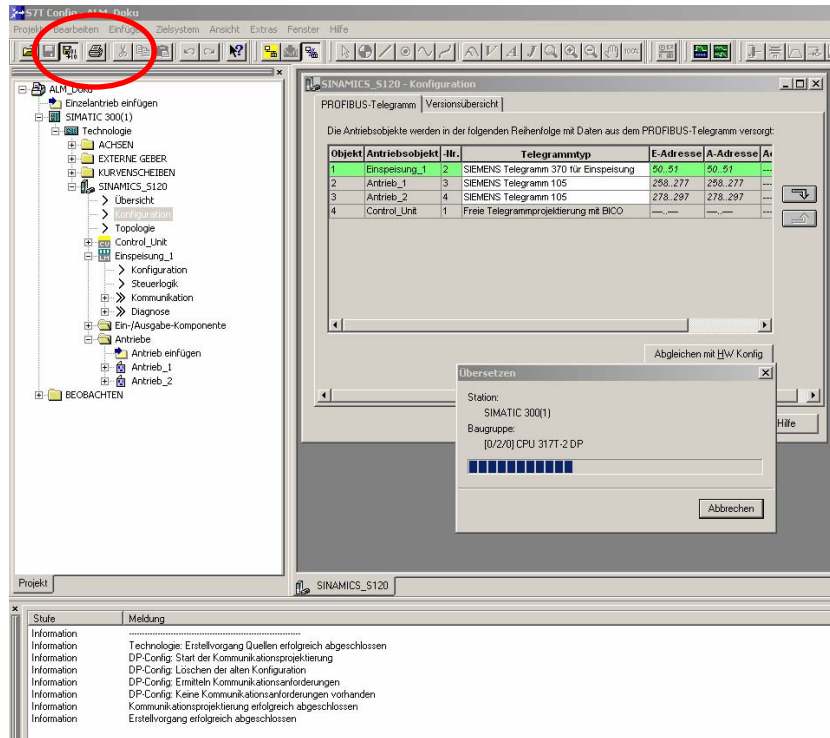 S7T Config - ALM_Doku
Projekt Bearbeiten Einfügen Zielsystem Ansicht Extras Fenster Hilfe
ALM_Doku
Einzelantrieb einfügen
SIMATIC 300(1)
Technologie
ACHSEN
EXTERNE GEBER
KURVENSCHEIBEN
SINAMICS_S120
Übersicht
Konfiguration
Topologie
Control_Unit
Einspeisung_1
Konfiguration
Steuerlogik
Kommunikation
Diagnose
Ein-/Ausgabe-Komponente
Antriebe
Antrieb einfügen
Antrieb_1
Antrieb_2
BEOBACHTEN
Projekt
SINAMICS_S120 - Konfiguration
PROFIBUS-Telegramm Versionsübersicht
Die Antriebsobjekte werden in der folgenden Reihenfolge mit Daten aus dem PROFIBUS-Telegramm versorgt:
Objekt Antriebsobjekt -Nr. Telegrammtyp E-Adresse A-Adresse
1 Einspeisung_1 2 SIEMENS Telegramm 370 für Einspeisung 50..51 50..51
2 Antrieb_1 3 SIEMENS Telegramm 105 258..277 258..277
3 Antrieb_2 4 SIEMENS Telegramm 105 278..297 278..297
4 Control_Unit 1 Freie Telegrammprojektierung mit BICO ---..--- ---..---
Abgleichen mit HW Konfig
Hilfe
Übersetzen
Station:
SIMATIC 300(1)
Baugruppe:
[0/2/0] CPU 317T-2 DP
Abbrechen
SINAMICS_S120
Stufe Meldung
Information ------------------------------------------------------------
Information Technologie: Erstellvorgang Quellen erfolgreich abgeschlossen
Information DP-Config: Start der Kommunikationsprojektierung
Information DP-Config: Löschen der alten Konfiguration
Information DP-Config: Ermitteln Kommunikationsanforderungen
Information DP-Config: Keine Kommunikationsanforderungen vorhanden
Information Kommunikationsprojektierung erfolgreich abgeschlossen
Information Erstellvorgang erfolgreich abgeschlossen